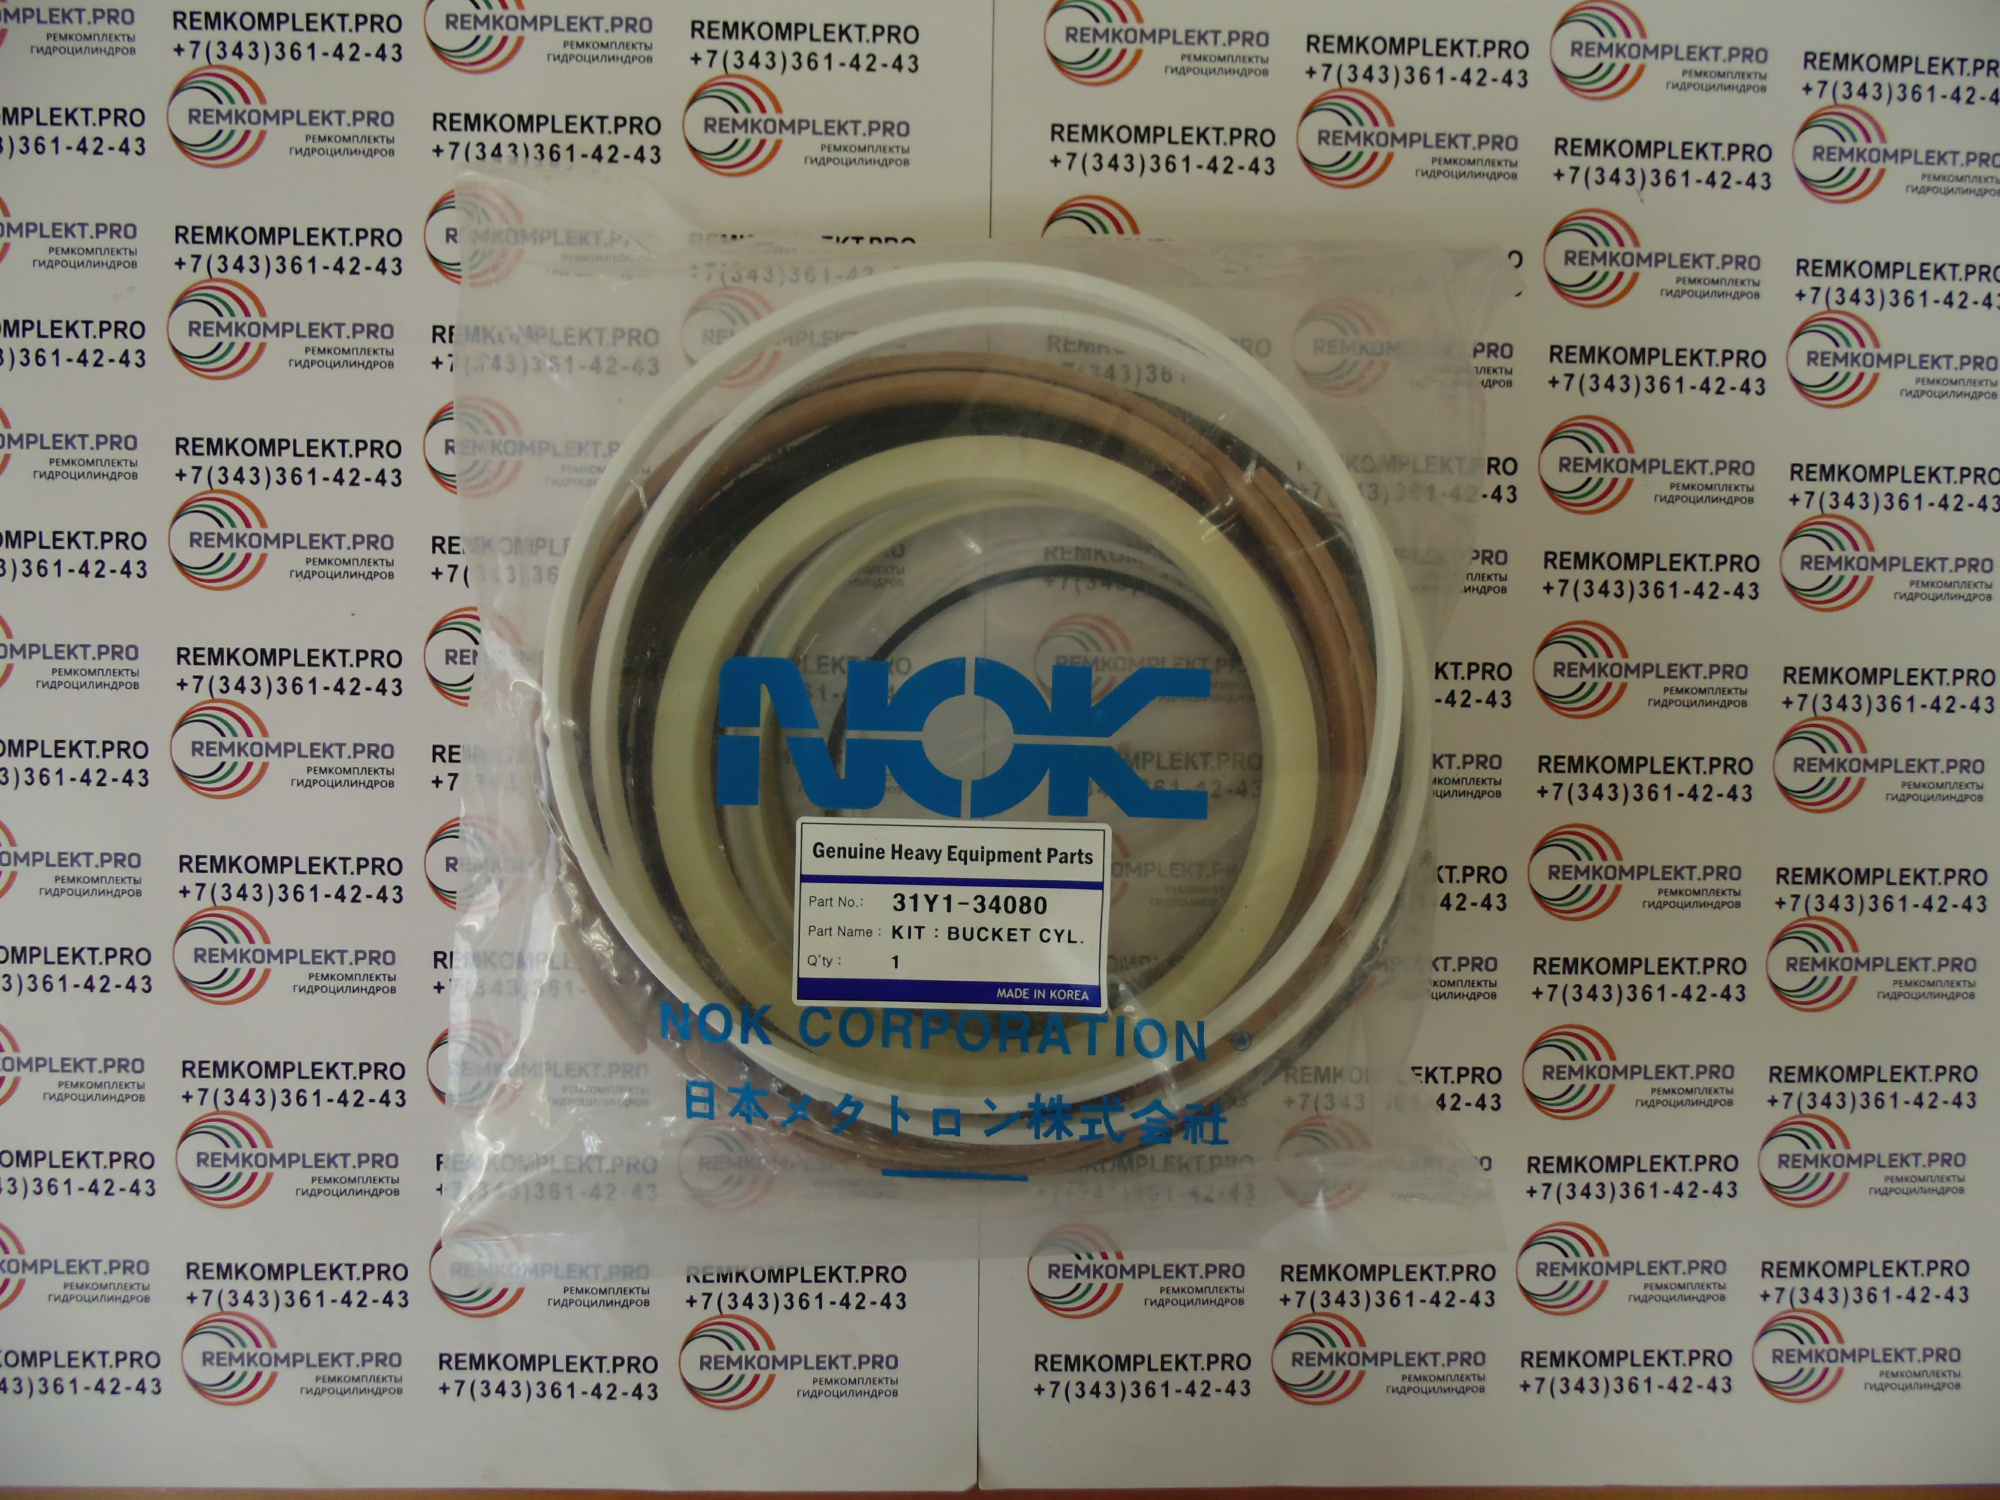 REMKOMPLEKT.PRO
+7(343)361-42-43
REMKOMPLEKT.PRO
РЕМКОМПЛЕКТЫ
ГИДРОЦИЛИНДРОВ
NOK
Genuine Heavy Equipment Parts
Part No.: 31Y1-34080
Part Name : KIT : BUCKET CYL.
Q'ty : 1
MADE IN KOREA
NOK CORPORATION
日本メクトロン株式会社